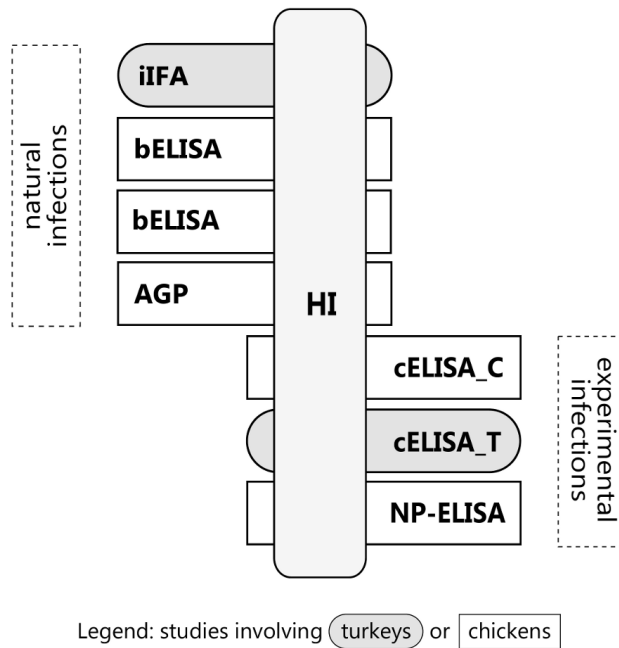 natural
infections
iIFA
bELISA
bELISA
AGP
HI
cELISA_C
cELISA_T
NP-ELISA
experimental
infections
Legend: studies involving turkeys or chickens